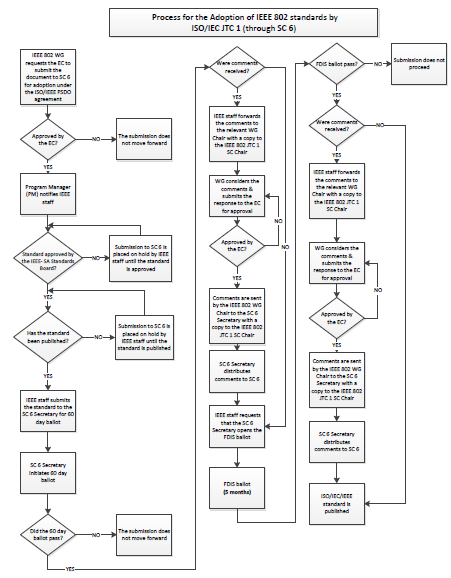 Process for the Adoption of IEEE 802 standards by
ISO/IEC JTC 1 (through SC 6)
IEEE 802 WG
requests the EC to
submit the
document to SC 6
for adoption under
the ISO/IEEE PSDO
agreement
Approved by
the EC?
NO
The submission does
not move forward
YES
Program Manager
(PM) notifies IEEE
staff
Standard approved by
the IEEE- SA Standards
Board?
NO
Submission to SC 6 is
placed on hold by
IEEE staff until the
standard is
approved
YES
Has the standard
been published?
NO
Submission to SC 6 is
placed on hold by
IEEE staff until the
standard is published
YES
IEEE staff submits
the standard to the
SC 6 Secretary for 60
day ballot
SC 6 Secretary
initiates 60 day
ballot
Did the 60 day
ballot pass?
NO
The submission does
not move forward
YES
Were comments
received?
YES
IEEE staff forwards
the comments to
the relevant WG
Chair with a copy to
the IEEE 802 JTC 1
SC Chair
WG considers the
comments &
submits the
response to the EC
for approval
NO
NO
Approved by
the EC?
YES
Comments are sent
by the IEEE 802 WG
Chair to the SC 6
Secretary with a
copy to the IEEE 802
JTC 1 SC Chair
SC 6 Secretary
distributes
comments to SC 6
IEEE staff requests
that the SC 6
Secretary opens the
FDIS ballot
FDIS ballot
(5 months)
FDIS ballot pass?
NO
Submission does not
proceed
YES
Were comments
received?
NO
YES
IEEE staff forwards
the comments to
the relevant WG
Chair with a copy to
the IEEE 802 JTC 1
SC Chair
WG considers the
comments &
submits the
response to the EC
for approval
NO
Approved by
the EC?
YES
Comments are sent
by the IEEE 802 WG
Chair to the SC 6
Secretary with a
copy to the IEEE 802
JTC 1 SC Chair
SC 6 Secretary
distributes
comments to SC 6
ISO/IEC/IEEE
standard is
published